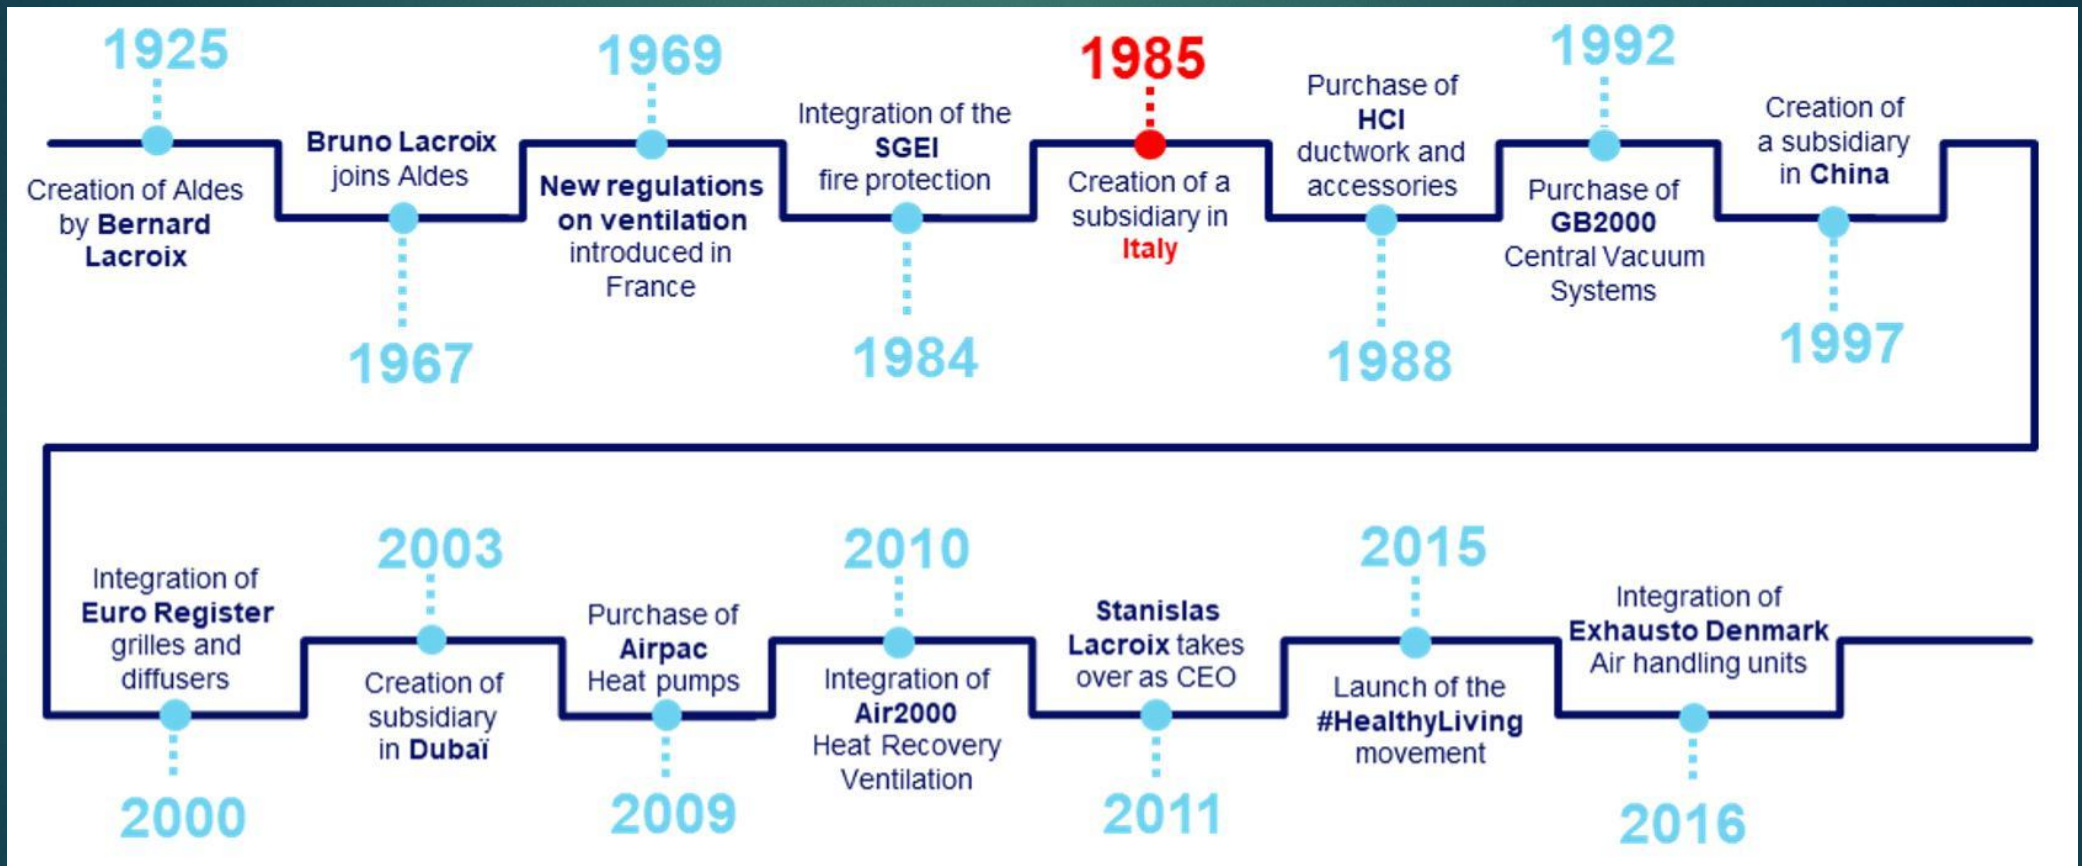 1925
Creation of Aldes
by Bernard
Lacroix
Bruno Lacroix
joins Aldes
1967
1969
New regulations
on ventilation
introduced in
France
Integration of the
SGEI
fire protection
1984
1985
Creation of a
subsidiary in
Italy
Purchase of
HCI
ductwork and
accessories
1988
1992
Purchase of
GB2000
Central Vacuum
Systems
Creation of
a subsidiary
in China
1997
Integration of
Euro Register
grilles and
diffusers
2000
2003
Creation of
subsidiary
in Dubaï
Purchase of
Airpac
Heat pumps
2009
2010
Integration of
Air2000
Heat Recovery
Ventilation
Stanislas
Lacroix takes
over as CEO
2011
2015
Launch of the
#HealthyLiving
movement
Integration of
Exhausto Denmark
Air handling units
2016